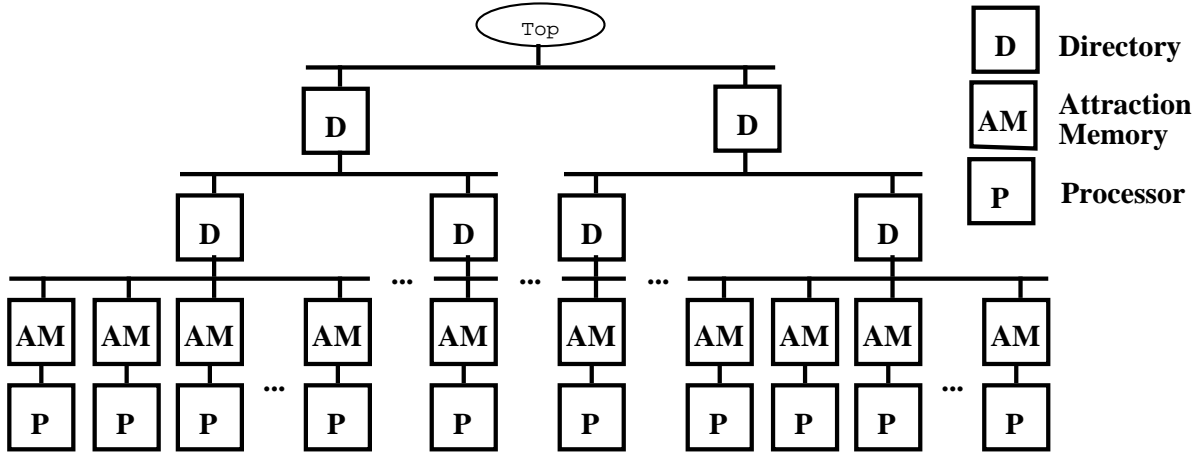 Top
D Directory
D D
AM Attraction
Memory
P Processor
D D D D
... ... ...
AM AM AM AM AM AM AM AM AM AM
... ...
P P P P P P P P P P